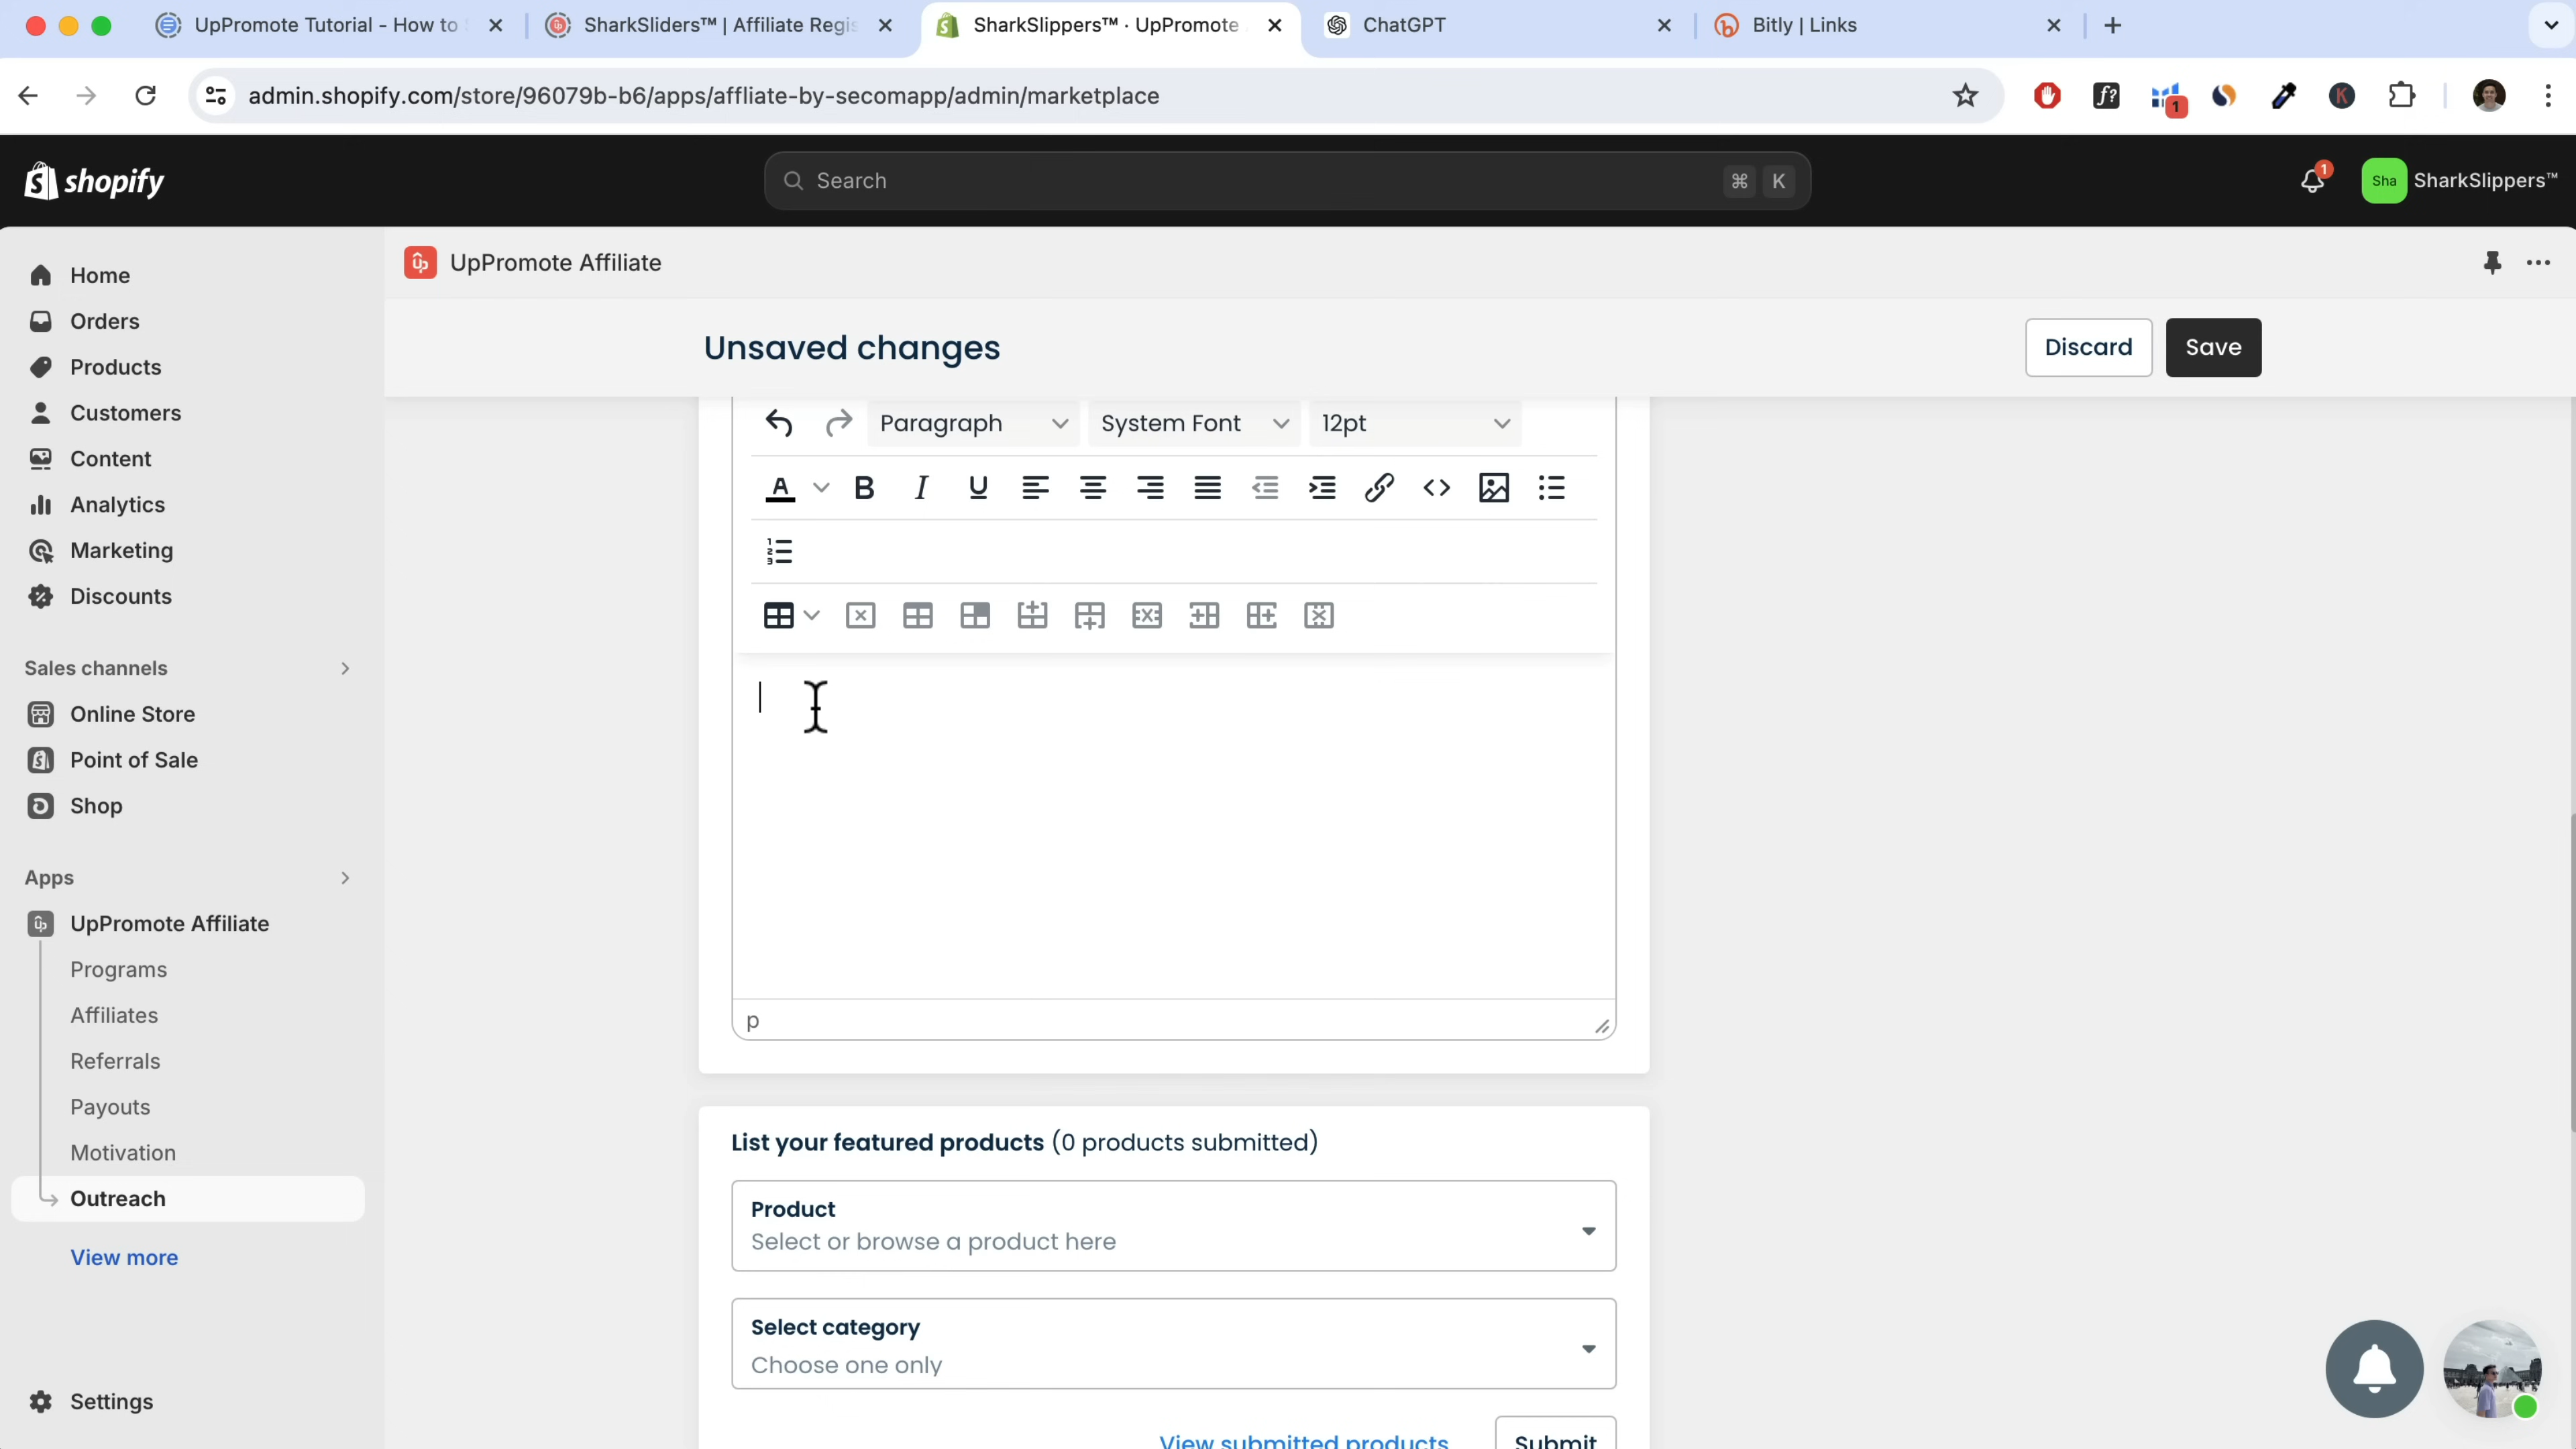 UpPromote Tutorial - How to
SharkSliders™ | Affiliate Regis
SharkSlippers™ · UpPromote
ChatGPT
Bitly | Links
admin.shopify.com/store/96079b-b6/apps/affliate-by-secomapp/admin/marketplace
1
shopify
Search
⌘ K
1
Sha
SharkSlippers™
Home
Orders
Products
Customers
Content
Analytics
Marketing
Discounts
Sales channels
Online Store
Point of Sale
Shop
Apps
UpPromote Affiliate
Programs
Affiliates
Referrals
Payouts
Motivation
Outreach
View more
Settings
UpPromote Affiliate
Unsaved changes
Discard
Save
Paragraph
System Font
12pt
p
List your featured products (0 products submitted)
Product
Select or browse a product here
Select category
Choose one only
View submitted products
Submit